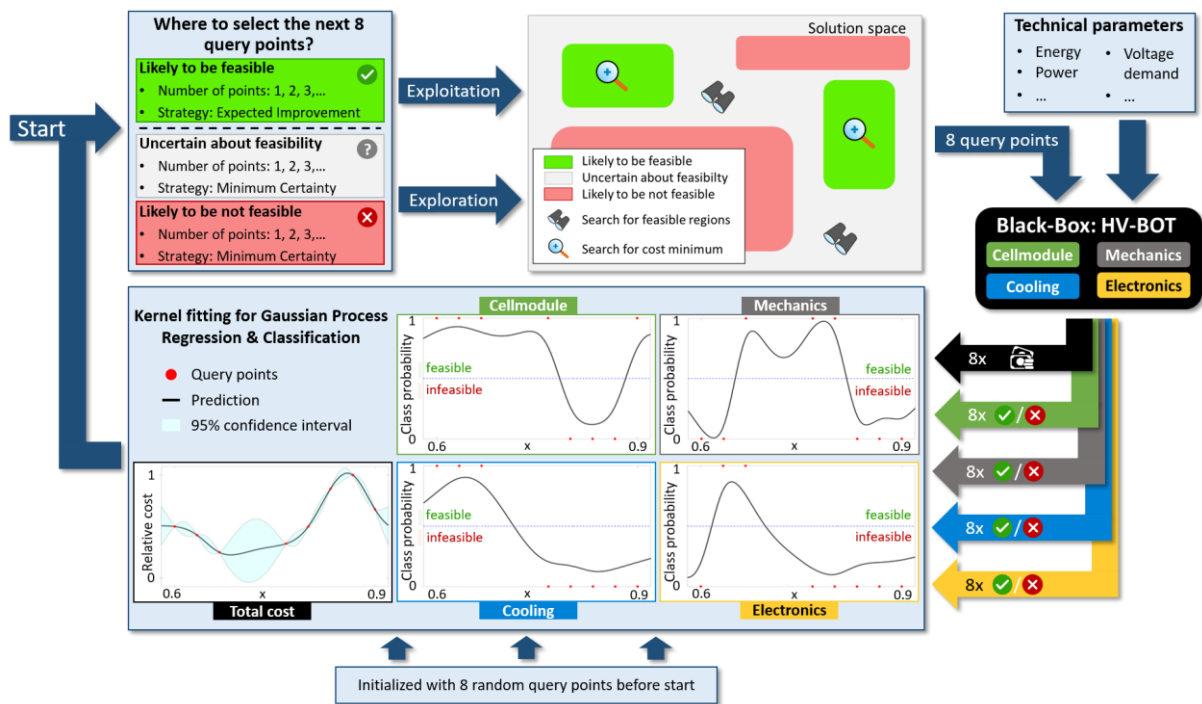 Where to select the next 8
query points?
Likely to be feasible
• Number of points: 1, 2, 3,...
• Strategy: Expected Improvement
Uncertain about feasibility
?
• Number of points: 1, 2, 3,...
• Strategy: Minimum Certainty
Likely to be not feasible
• Number of points: 1, 2, 3,...
• Strategy: Minimum Certainty
Start
Exploitation
Exploration
Solution space
Likely to be feasible
Uncertain about feasibilty
Likely to be not feasible
Search for feasible regions
Search for cost minimum
Technical parameters
• Energy
• Power
• ...
• Voltage
demand
• ...
8 query points
Black-Box: HV-BOT
Cellmodule
Mechanics
Cooling
Electronics
8x
8x /
8x /
8x /
8x /
Kernel fitting for Gaussian Process
Regression & Classification
Query points
Prediction
95% confidence interval
Cellmodule
Class probability
1
feasible
infeasible
0
0.6 x 0.9
Mechanics
Class probability
1
feasible
infeasible
0
0.6 x 0.9
Relative cost
1
0
0.6 x 0.9
Total cost
Class probability
1
feasible
infeasible
0
0.6 x 0.9
Cooling
Class probability
1
feasible
infeasible
0
0.6 x 0.9
Electronics
Initialized with 8 random query points before start